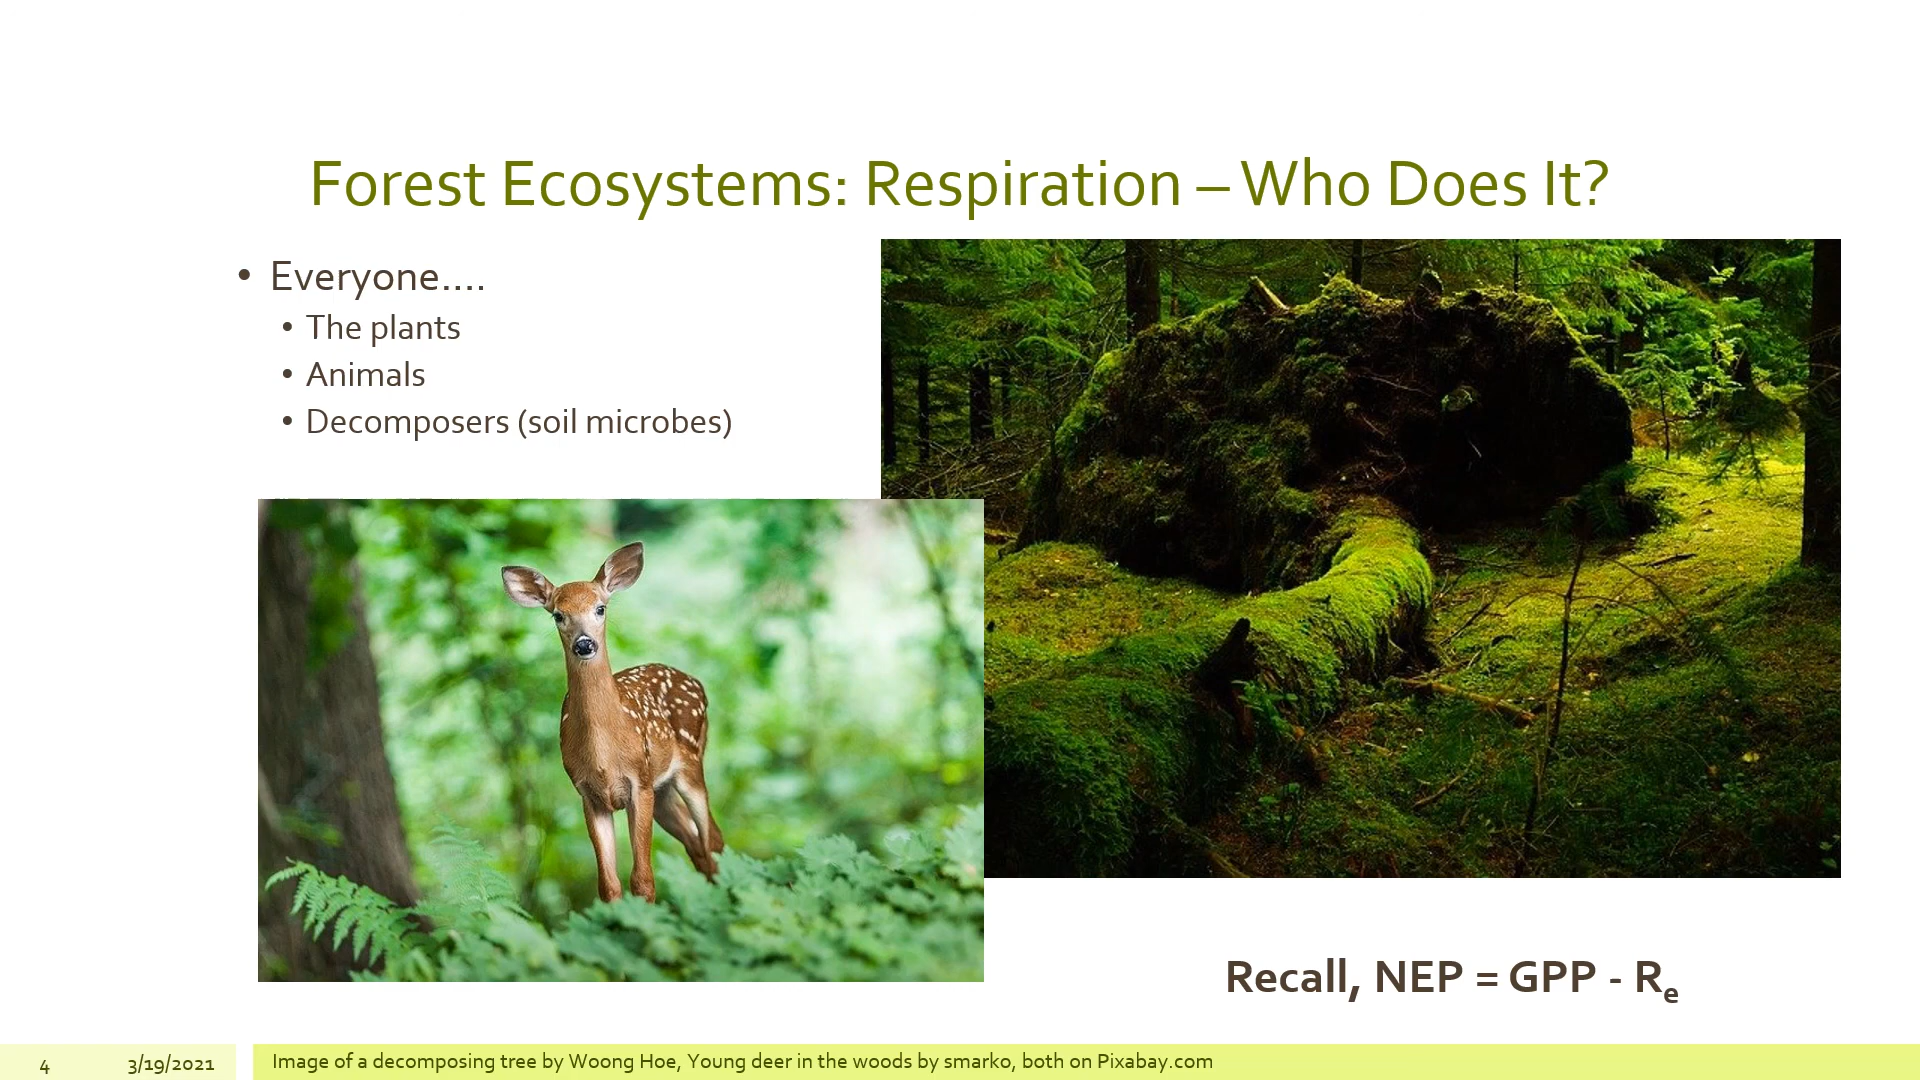 Forest Ecosystems: Respiration – Who Does It?
• Everyone….
• The plants
• Animals
• Decomposers (soil microbes)
Recall, NEP = GPP - Re
4 3/19/2021 Image of a decomposing tree by Woong Hoe, Young deer in the woods by smarko, both on Pixabay.com